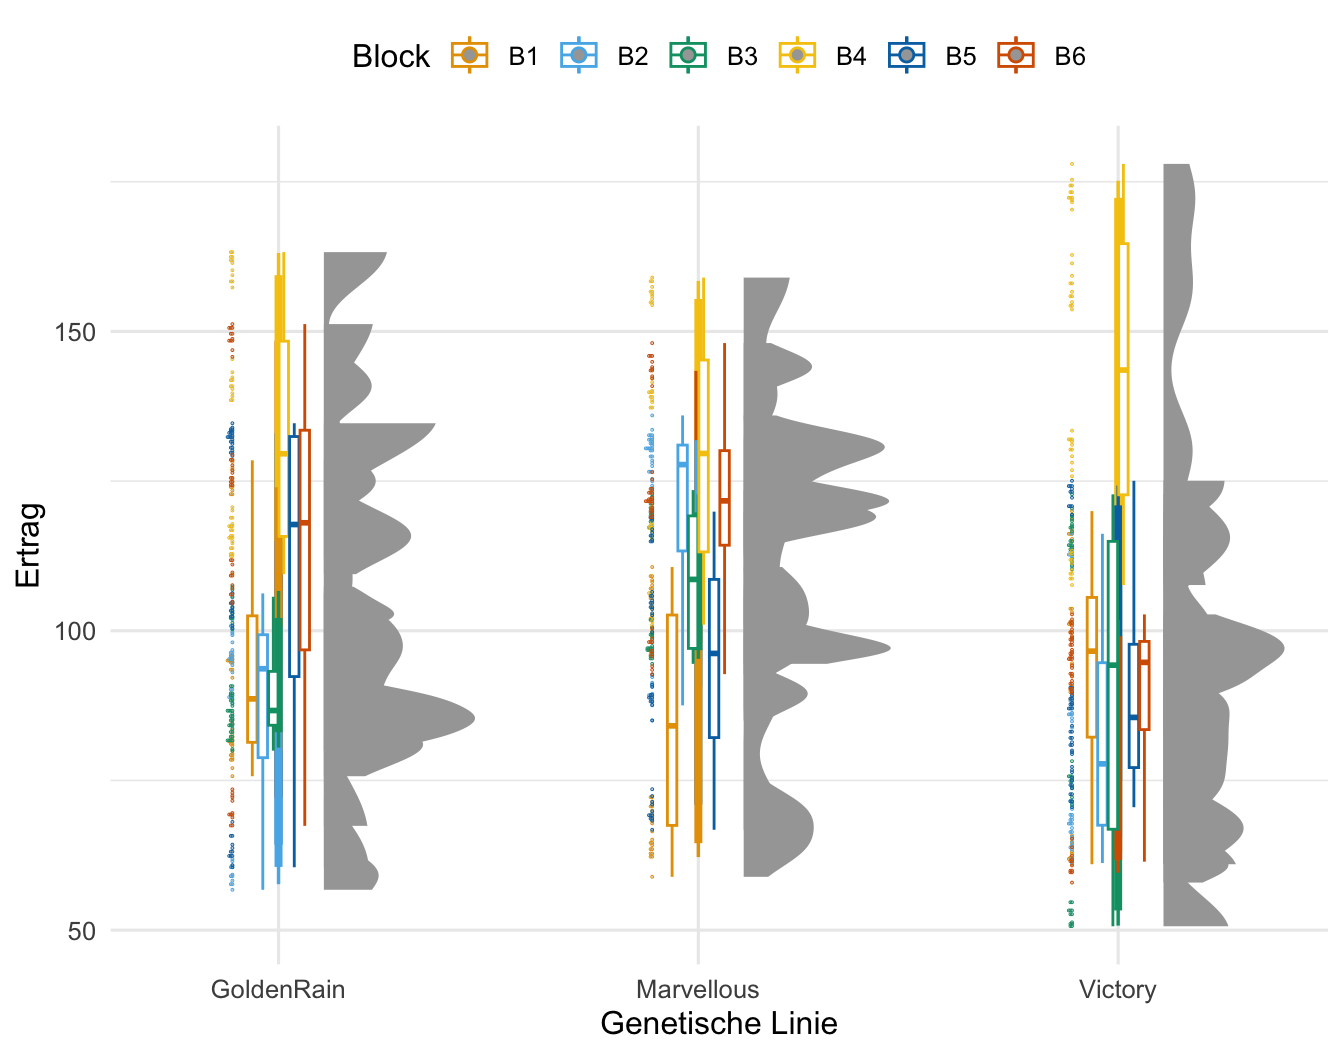 Block B1 B2 B3 B4 B5 B6
150
100
50
Ertrag
GoldenRain Marvellous Victory
Genetische Linie